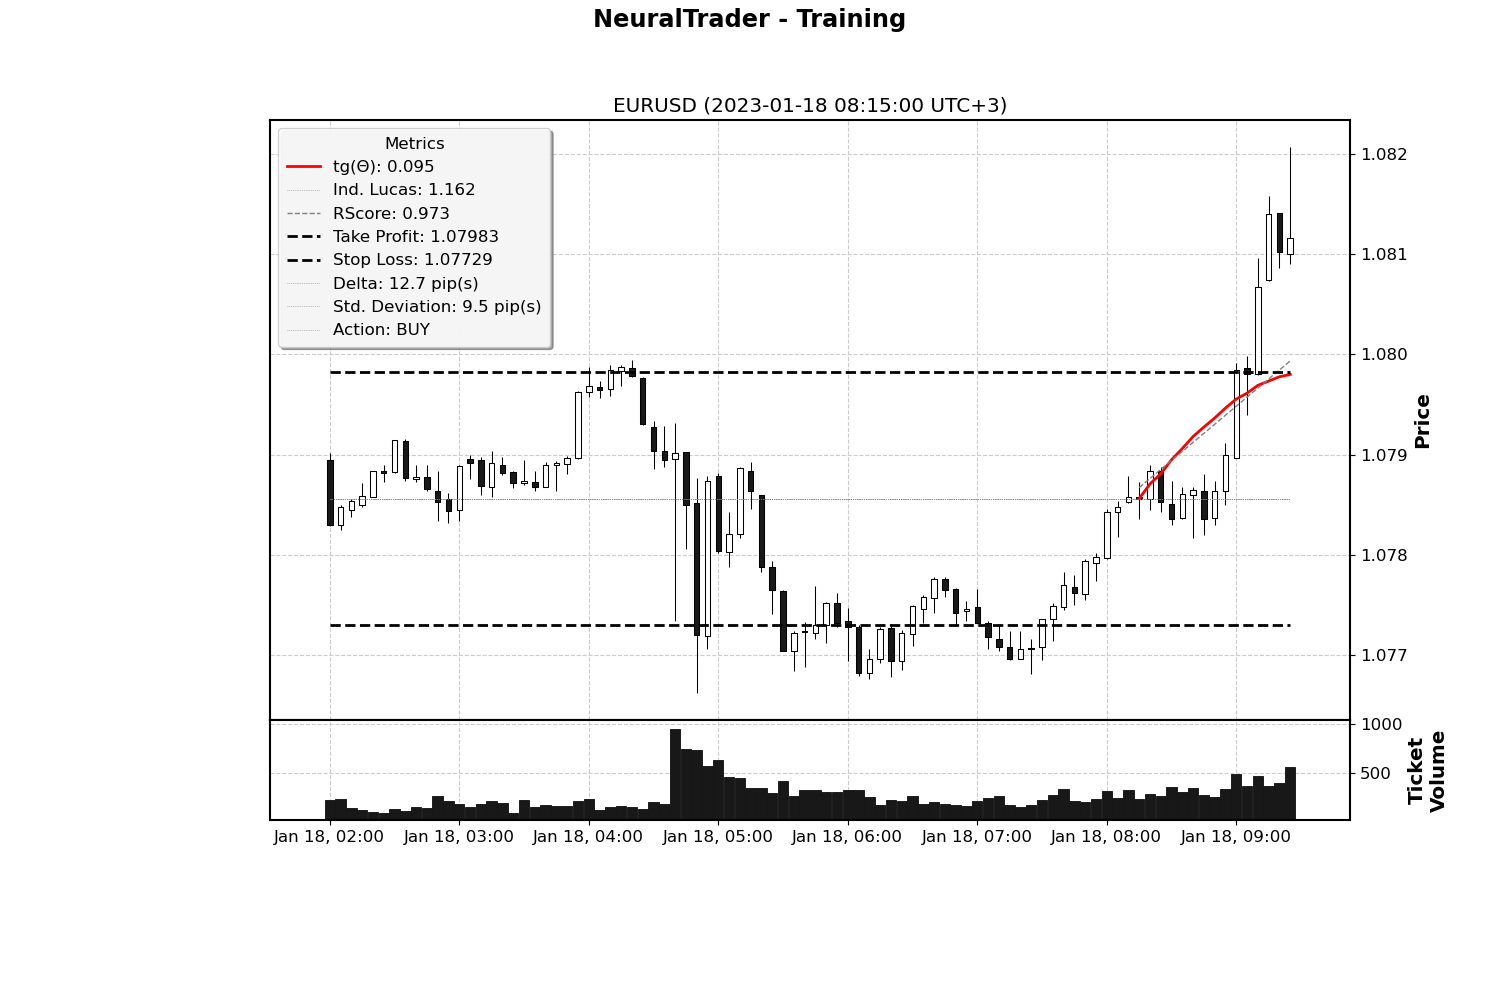 NeuralTrader - Training
EURUSD (2023-01-18 08:15:00 UTC+3)
Metrics
tg(Θ): 0.095
Ind. Lucas: 1.162
RScore: 0.973
Take Profit: 1.07983
Stop Loss: 1.07729
Delta: 12.7 pip(s)
Std. Deviation: 9.5 pip(s)
Action: BUY
1.082
1.081
1.080
1.079
1.078
1.077
Price
1000
500
Ticket
Volume
Jan 18, 02:00 Jan 18, 03:00 Jan 18, 04:00 Jan 18, 05:00 Jan 18, 06:00 Jan 18, 07:00 Jan 18, 08:00 Jan 18, 09:00